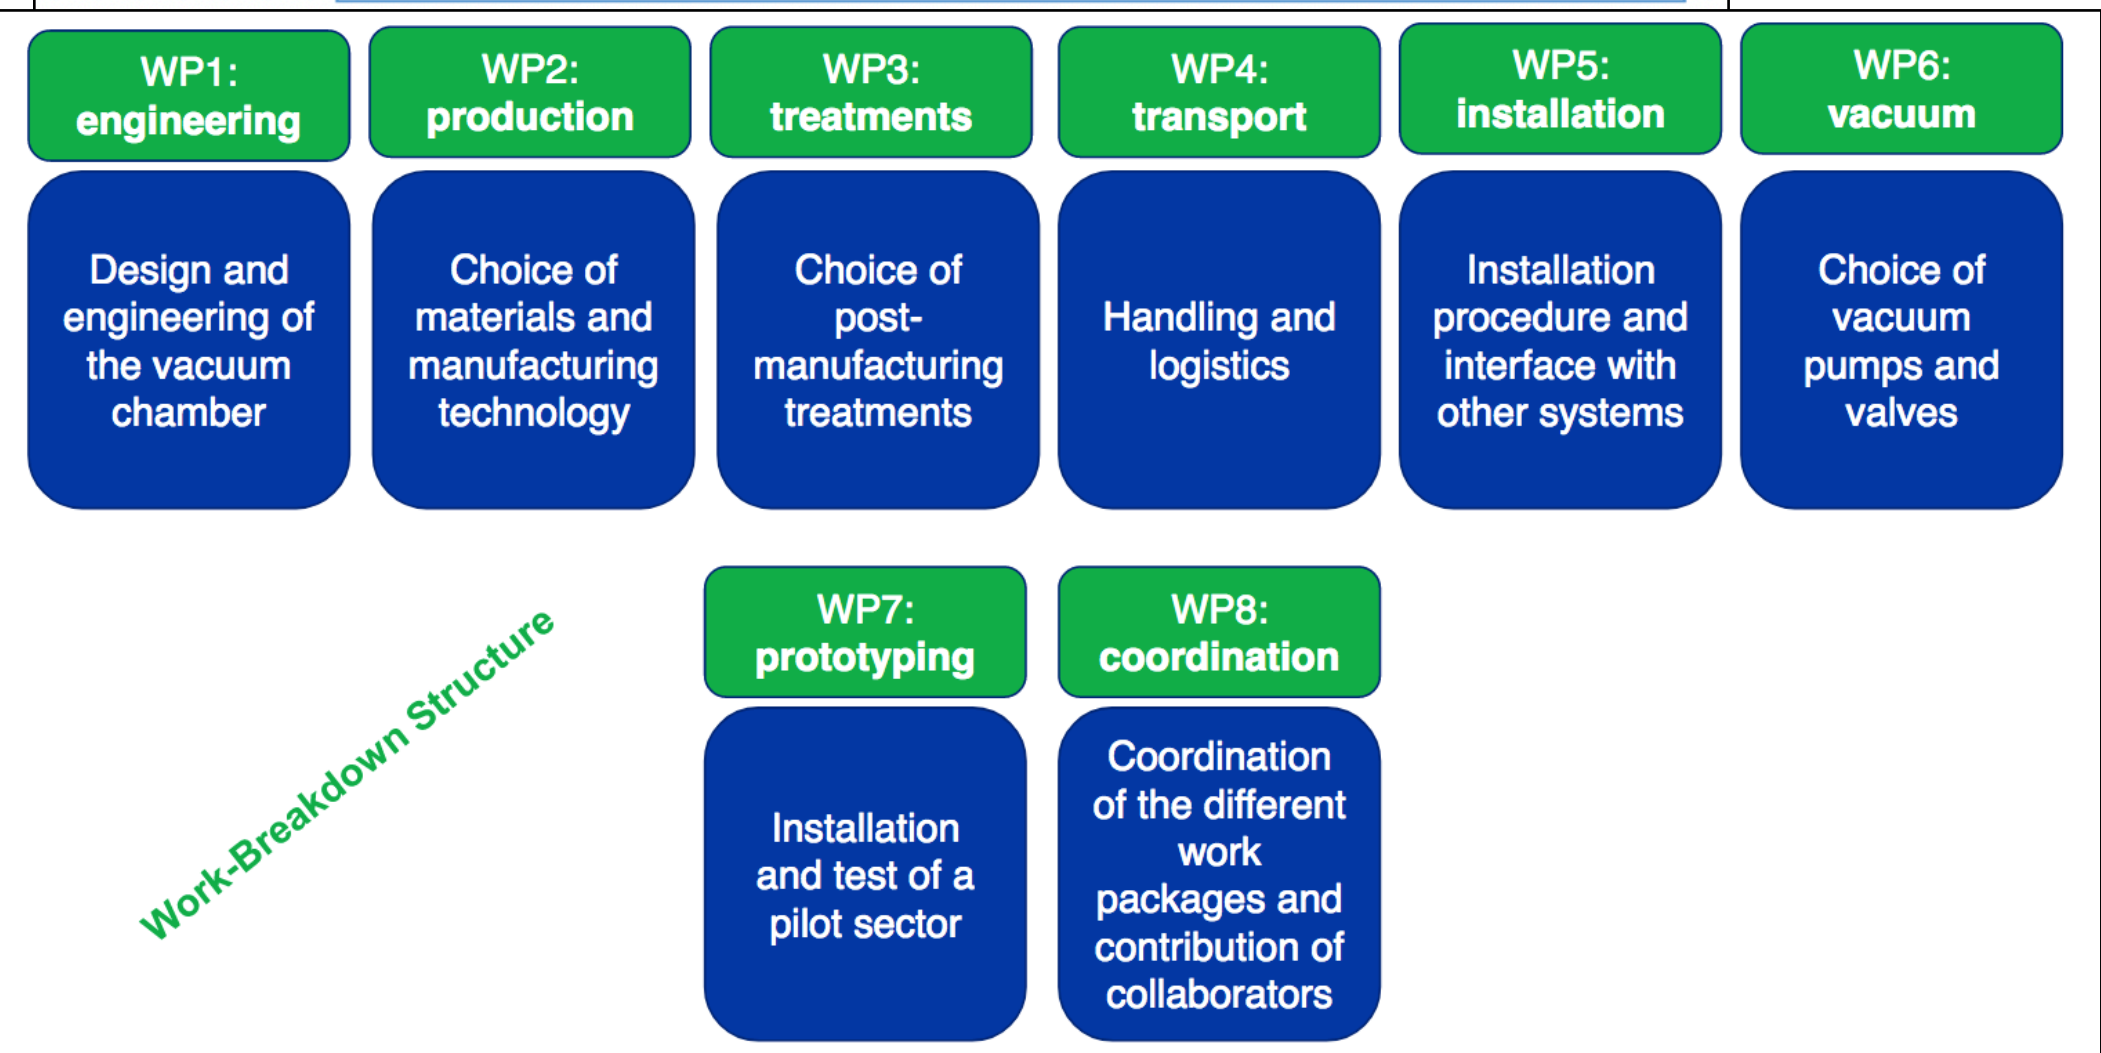 WP1:
engineering
WP2:
production
WP3:
treatments
WP4:
transport
WP5:
installation
WP6:
vacuum
Design and
engineering of
the vacuum
chamber
Choice of
materials and
manufacturing
technology
Choice of
post-
manufacturing
treatments
Handling and
logistics
Installation
procedure and
interface with
other systems
Choice of
vacuum
pumps and
valves
Work-Breakdown Structure
WP7:
prototyping
Installation
and test of a
pilot sector
WP8:
coordination
Coordination
of the different
work
packages and
contribution of
collaborators